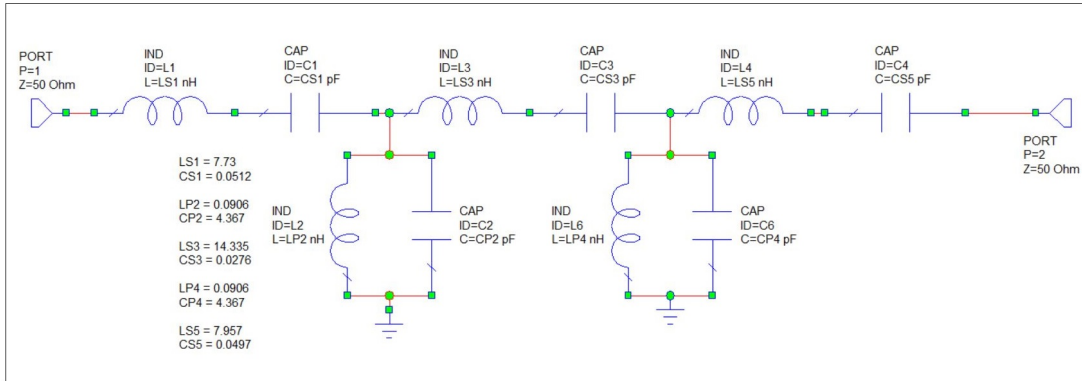 PORT
P=1
Z=50 Ohm
IND
ID=L1
L=LS1 nH
CAP
ID=C1
C=CS1 pF
IND
ID=L3
L=LS3 nH
CAP
ID=C3
C=CS3 pF
IND
ID=L4
L=LS5 nH
CAP
ID=C4
C=CS5 pF
PORT
P=2
Z=50 Ohm
LS1 = 7.73
CS1 = 0.0512
LP2 = 0.0906
CP2 = 4.367
LS3 = 14.335
CS3 = 0.0276
LP4 = 0.0906
CP4 = 4.367
LS5 = 7.957
CS5 = 0.0497
IND
ID=L2
L=LP2 nH
CAP
ID=C2
C=CP2 pF
IND
ID=L6
L=LP4 nH
CAP
ID=C6
C=CP4 pF